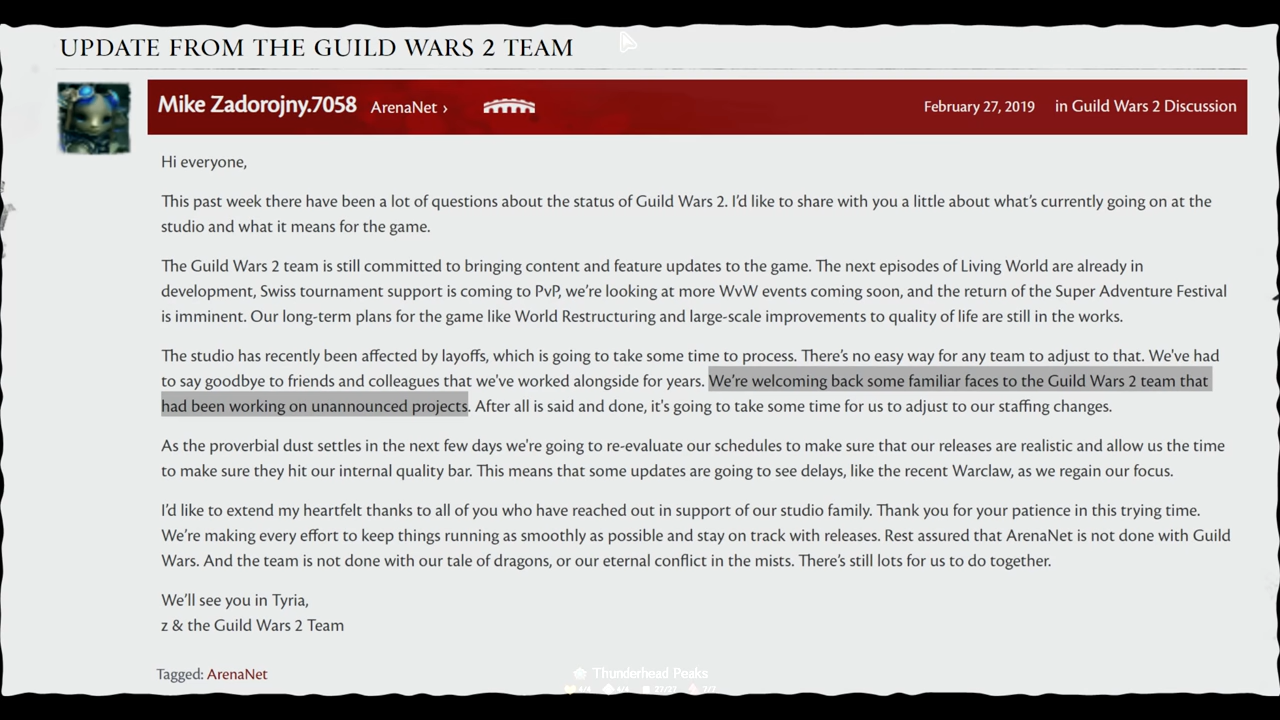 UPDATE FROM THE GUILD WARS 2 TEAM
Mike Zadorojny.7058 ArenaNet › February 27, 2019 in Guild Wars 2 Discussion
Hi everyone,
This past week there have been a lot of questions about the status of Guild Wars 2. I'd like to share with you a little about what's currently going on at the
studio and what it means for the game.
The Guild Wars 2 team is still committed to bringing content and feature updates to the game. The next episodes of Living World are already in
development, Swiss tournament support is coming to PvP, we're looking at more WvW events coming soon, and the return of the Super Adventure Festival
is imminent. Our long-term plans for the game like World Restructuring and large-scale improvements to quality of life are still in the works.
The studio has recently been affected by layoffs, which is going to take some time to process. There's no easy way for any team to adjust to that. We've had
to say goodbye to friends and colleagues that we've worked alongside for years. We're welcoming back some familiar faces to the Guild Wars 2 team that
had been working on unannounced projects. After all is said and done, it's going to take some time for us to adjust to our staffing changes.
As the proverbial dust settles in the next few days we're going to re-evaluate our schedules to make sure that our releases are realistic and allow us the time
to make sure they hit our internal quality bar. This means that some updates are going to see delays, like the recent Warclaw, as we regain our focus.
I'd like to extend my heartfelt thanks to all of you who have reached out in support of our studio family. Thank you for your patience in this trying time.
We're making every effort to keep things running as smoothly as possible and stay on track with releases. Rest assured that ArenaNet is not done with Guild
Wars. And the team is not done with our tale of dragons, or our eternal conflict in the mists. There's still lots for us to do together.
We'll see you in Tyria,
z & the Guild Wars 2 Team
Tagged: ArenaNet
Thunderhead Peaks